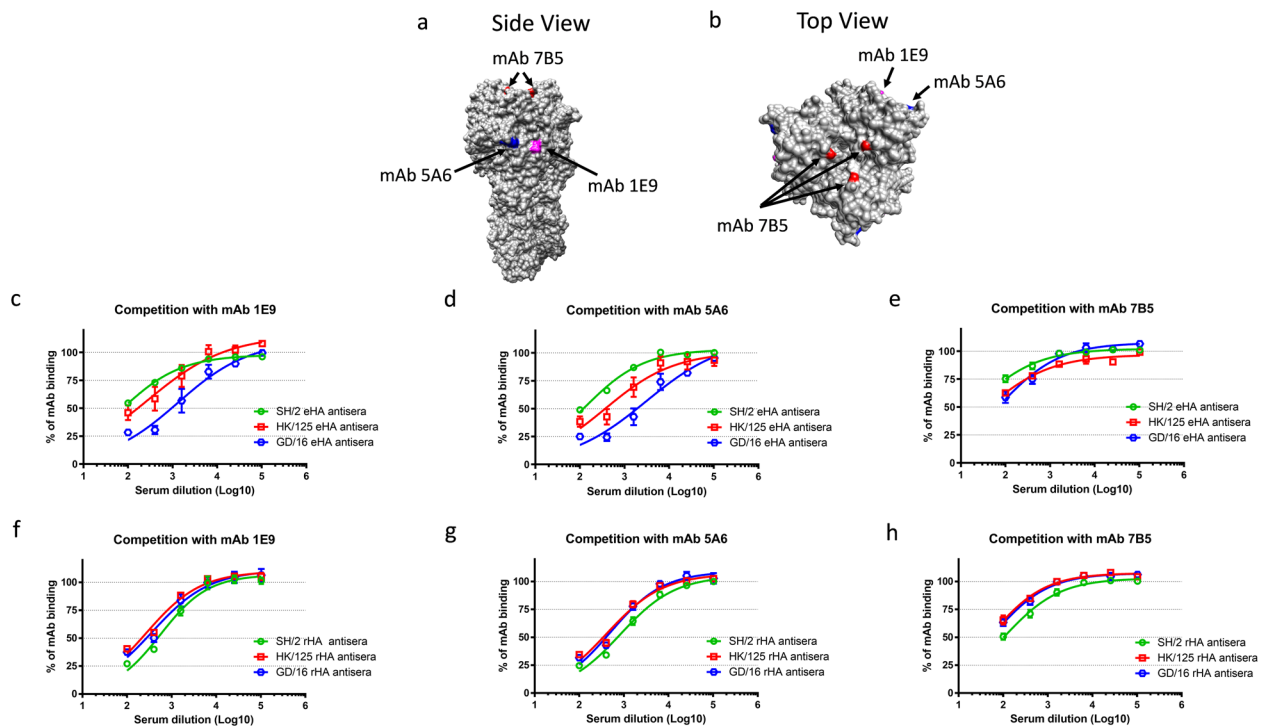 a
Side View
mAb 7B5
mAb 5A6
mAb 1E9
b
Top View
mAb 1E9
mAb 5A6
mAb 7B5
c
Competition with mAb 1E9
% of mAb binding
100
75
50
25
0
1 2 3 4 5 6
Serum dilution (Log10)
SH/2 eHA antisera
HK/125 eHA antisera
GD/16 eHA antisera
d
Competition with mAb 5A6
% of mAb binding
100
75
50
25
0
1 2 3 4 5 6
Serum dilution (Log10)
SH/2 eHA antisera
HK/125 eHA antisera
GD/16 eHA antisera
e
Competition with mAb 7B5
% of mAb binding
100
75
50
25
0
1 2 3 4 5 6
Serum dilution (Log10)
SH/2 eHA antisera
HK/125 eHA antisera
GD/16 eHA antisera
f
Competition with mAb 1E9
% of mAb binding
100
75
50
25
0
1 2 3 4 5 6
Serum dilution (Log10)
SH/2 rHA antisera
HK/125 rHA antisera
GD/16 rHA antisera
g
Competition with mAb 5A6
% of mAb binding
100
75
50
25
0
1 2 3 4 5 6
Serum dilution (Log10)
SH/2 rHA antisera
HK/125 rHA antisera
GD/16 rHA antisera
h
Competition with mAb 7B5
% of mAb binding
100
75
50
25
0
1 2 3 4 5 6
Serum dilution (Log10)
SH/2 rHA antisera
HK/125 rHA antisera
GD/16 rHA antisera